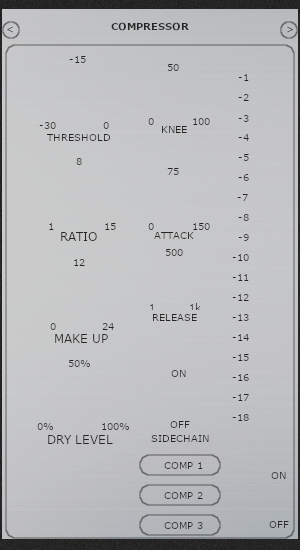 < COMPRESSOR >
-15
50
-30 0
THRESHOLD
0 100
KNEE
8
75
1 15
RATIO
0 150
ATTACK
12
500
0 24
MAKE UP
1 1k
RELEASE
50%
ON
0% 100%
DRY LEVEL
OFF
SIDECHAIN
COMP 1
COMP 2
COMP 3
-1
-2
-3
-4
-5
-6
-7
-8
-9
-10
-11
-12
-13
-14
-15
-16
-17
-18
ON
OFF